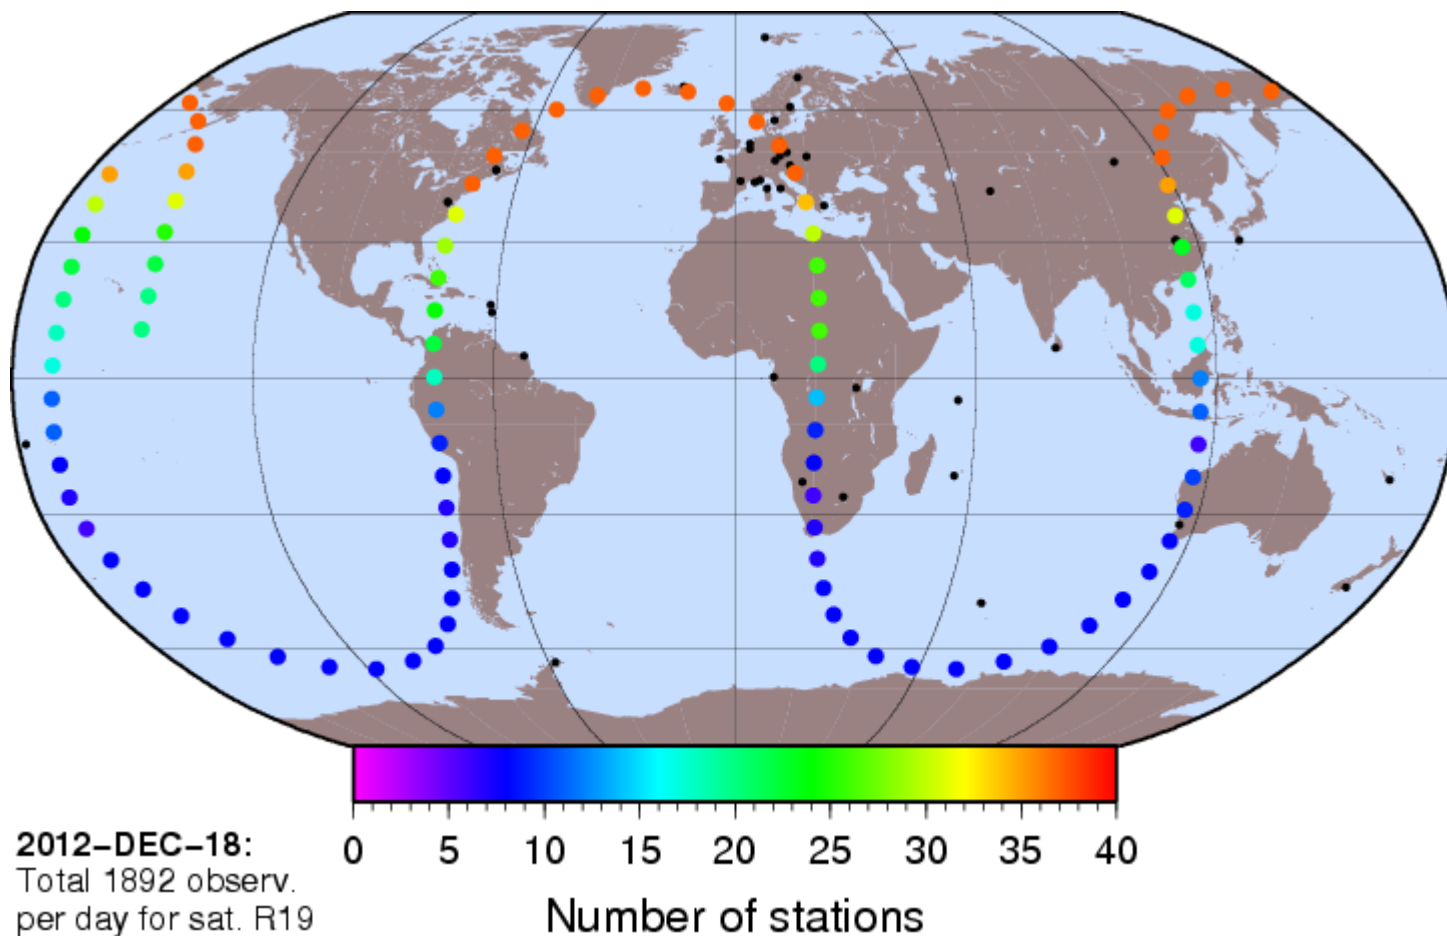 0 5 10 15 20 25 30 35 40
2012–DEC–18:
Total 1892 observ.
per day for sat. R19
Number of stations